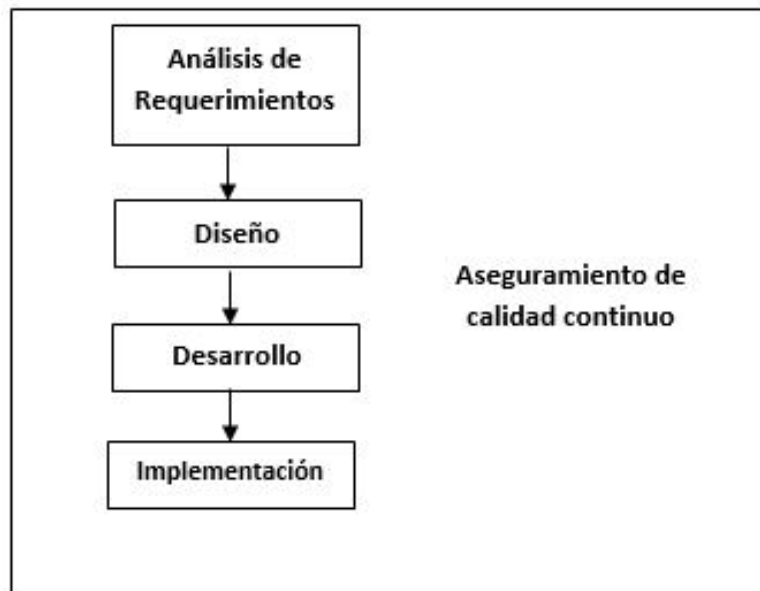 Análisis de
Requerimientos
Diseño
Desarrollo
Implementación
Aseguramiento de
calidad continuo